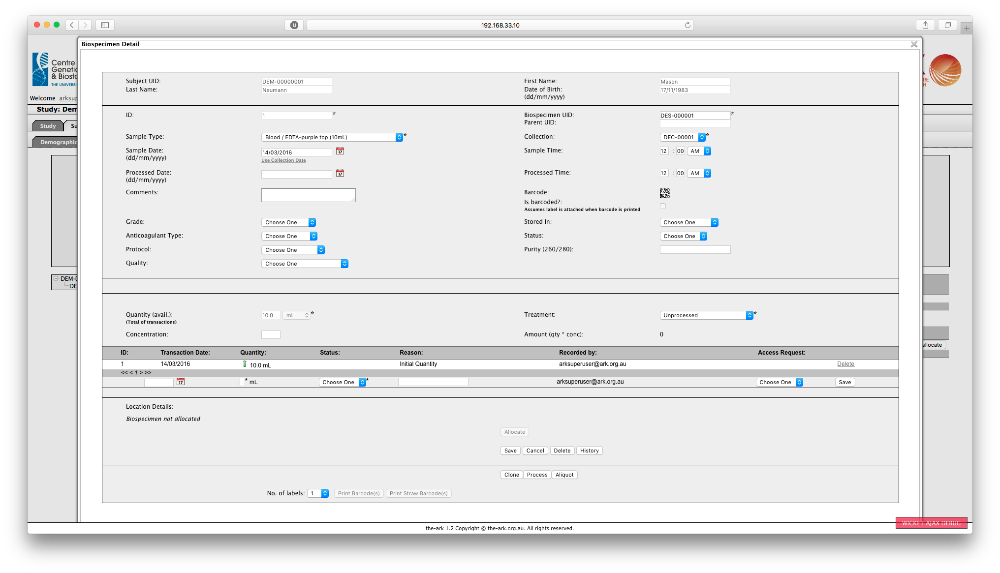 192.168.33.10
Biospecimen Detail
Centre
Genetic
& Biosta
THE UNIVERSI
RE
H
Welcome arksup
Study: Dem
Study Su
Demographic
Subject UID: DEM-00000001 First Name: Mason
Last Name: Neumann Date of Birth: 17/11/1983
(dd/mm/yyyy)
ID: 1 * Biospecimen UID: DES-000001 *
Parent UID:
Sample Type: Blood / EDTA-purple top (10mL) * Collection: DEC-00001 *
Sample Date: 14/03/2016 17 Sample Time: 12 : 00 AM
(dd/mm/yyyy) Use Collection Date
Processed Date: 17 Processed Time: 12 : 00 AM
(dd/mm/yyyy)
Comments: Barcode:
Is barcoded?:
Assumes label is attached when barcode is printed
Grade: Choose One Stored In: Choose One
Anticoagulant Type: Choose One Status: Choose One
Protocol: Choose One Purity (260/280):
Quality: Choose One
DEM-0
DE
Quantity (avail.): 10.0 mL * Treatment: Unprocessed *
(Total of transactions)
Concentration: Amount (qty * conc): 0
allocate
ID: Transaction Date: Quantity: Status: Reason: Recorded by: Access Request:
1 14/03/2016 10.0 mL Initial Quantity arksuperuser@ark.org.au Delete
<< < 1 > >>
17 * mL Choose One * arksuperuser@ark.org.au Choose One Save
Location Details:
Biospecimen not allocated
Allocate
Save Cancel Delete History
Clone Process Aliquot
No. of labels: 1 Print Barcode(s) Print Straw Barcode(s)
WICKET AJAX DEBUG
the-ark 1.2 Copyright © the-ark.org.au. All rights reserved.